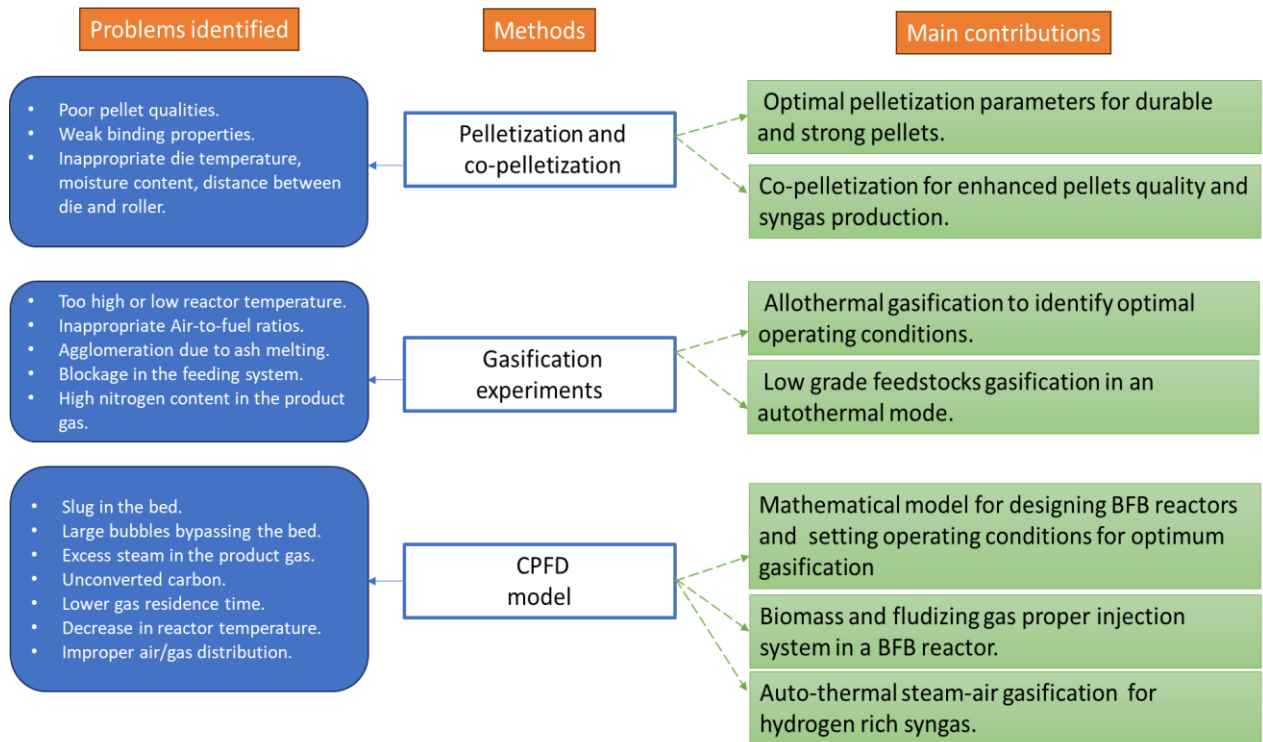 Problems identified
Methods
Main contributions
• Poor pellet qualities.
• Weak binding properties.
• Inappropriate die temperature,
moisture content, distance between
die and roller.
Pelletization and
co-pelletization
Optimal pelletization parameters for durable
and strong pellets.
Co-pelletization for enhanced pellets quality and
syngas production.
• Too high or low reactor temperature.
• Inappropriate Air-to-fuel ratios.
• Agglomeration due to ash melting.
• Blockage in the feeding system.
• High nitrogen content in the product
gas.
Gasification
experiments
Allothermal gasification to identify optimal
operating conditions.
Low grade feedstocks gasification in an
autothermal mode.
• Slug in the bed.
• Large bubbles bypassing the bed.
• Excess steam in the product gas.
• Unconverted carbon.
• Lower gas residence time.
• Decrease in reactor temperature.
• Improper air/gas distribution.
CPFD
model
Mathematical model for designing BFB reactors
and setting operating conditions for optimum
gasification
Biomass and fludizing gas proper injection
system in a BFB reactor.
Auto-thermal steam-air gasification for
hydrogen rich syngas.